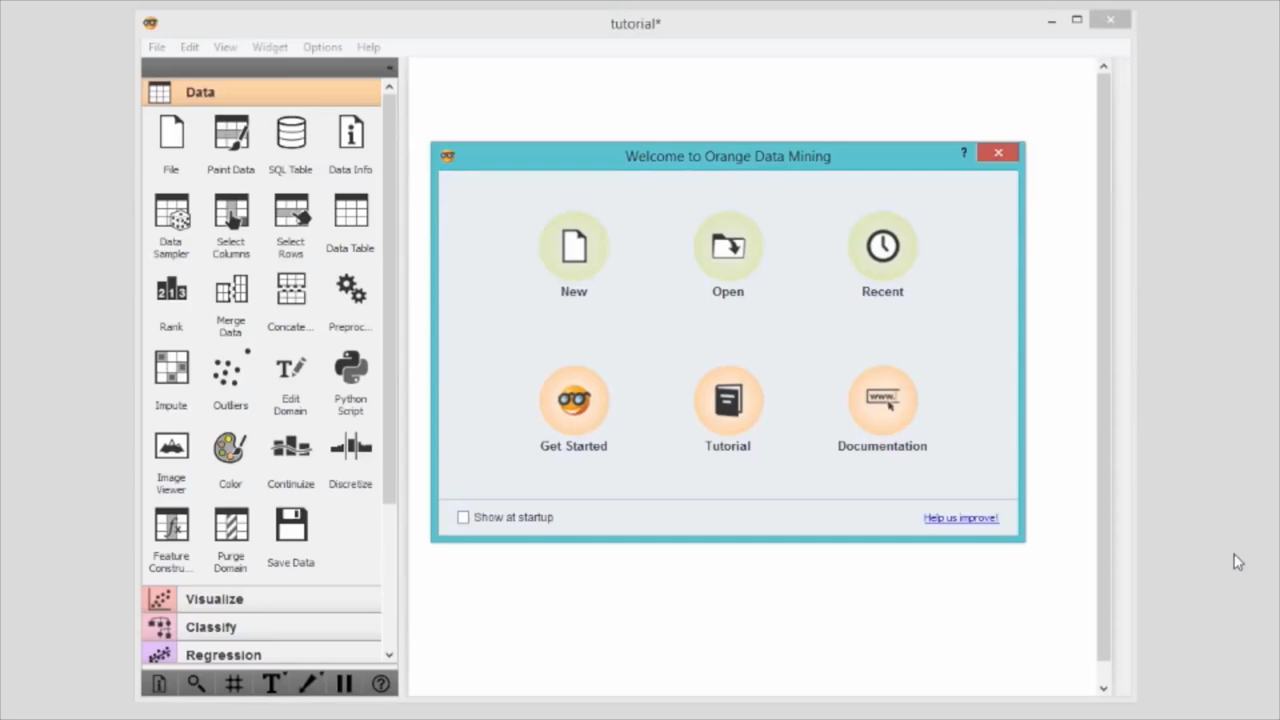 tutorial*
File Edit View Widget Options Help
Data
File Paint Data SQL Table Data Info
Data Sampler
Select Columns
Select Rows
Data Table
Rank
Merge Data
Concate...
Preproc...
Impute
Outliers
Edit Domain
Python Script
Image Viewer
Color
Continuize
Discretize
Feature Constru...
Purge Domain
Save Data
Visualize
Classify
Regression
Welcome to Orange Data Mining
New Open Recent
www.
Get Started Tutorial Documentation
Show at startup Help us improve!